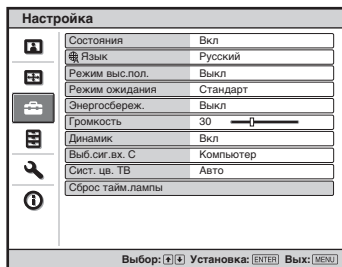 Настройка
Состояния Вкл
Язык Русский
Режим выс.пол. Выкл
Режим ожидания Стандарт
Энергосбереж. Выкл
Громкость 30
Динамик Вкл
Выб.сиг.вх. C Компьютер
Сист. цв. ТВ Авто
Сброс тайм.лампы
Выбор: Установка: ENTER Вых: MENU